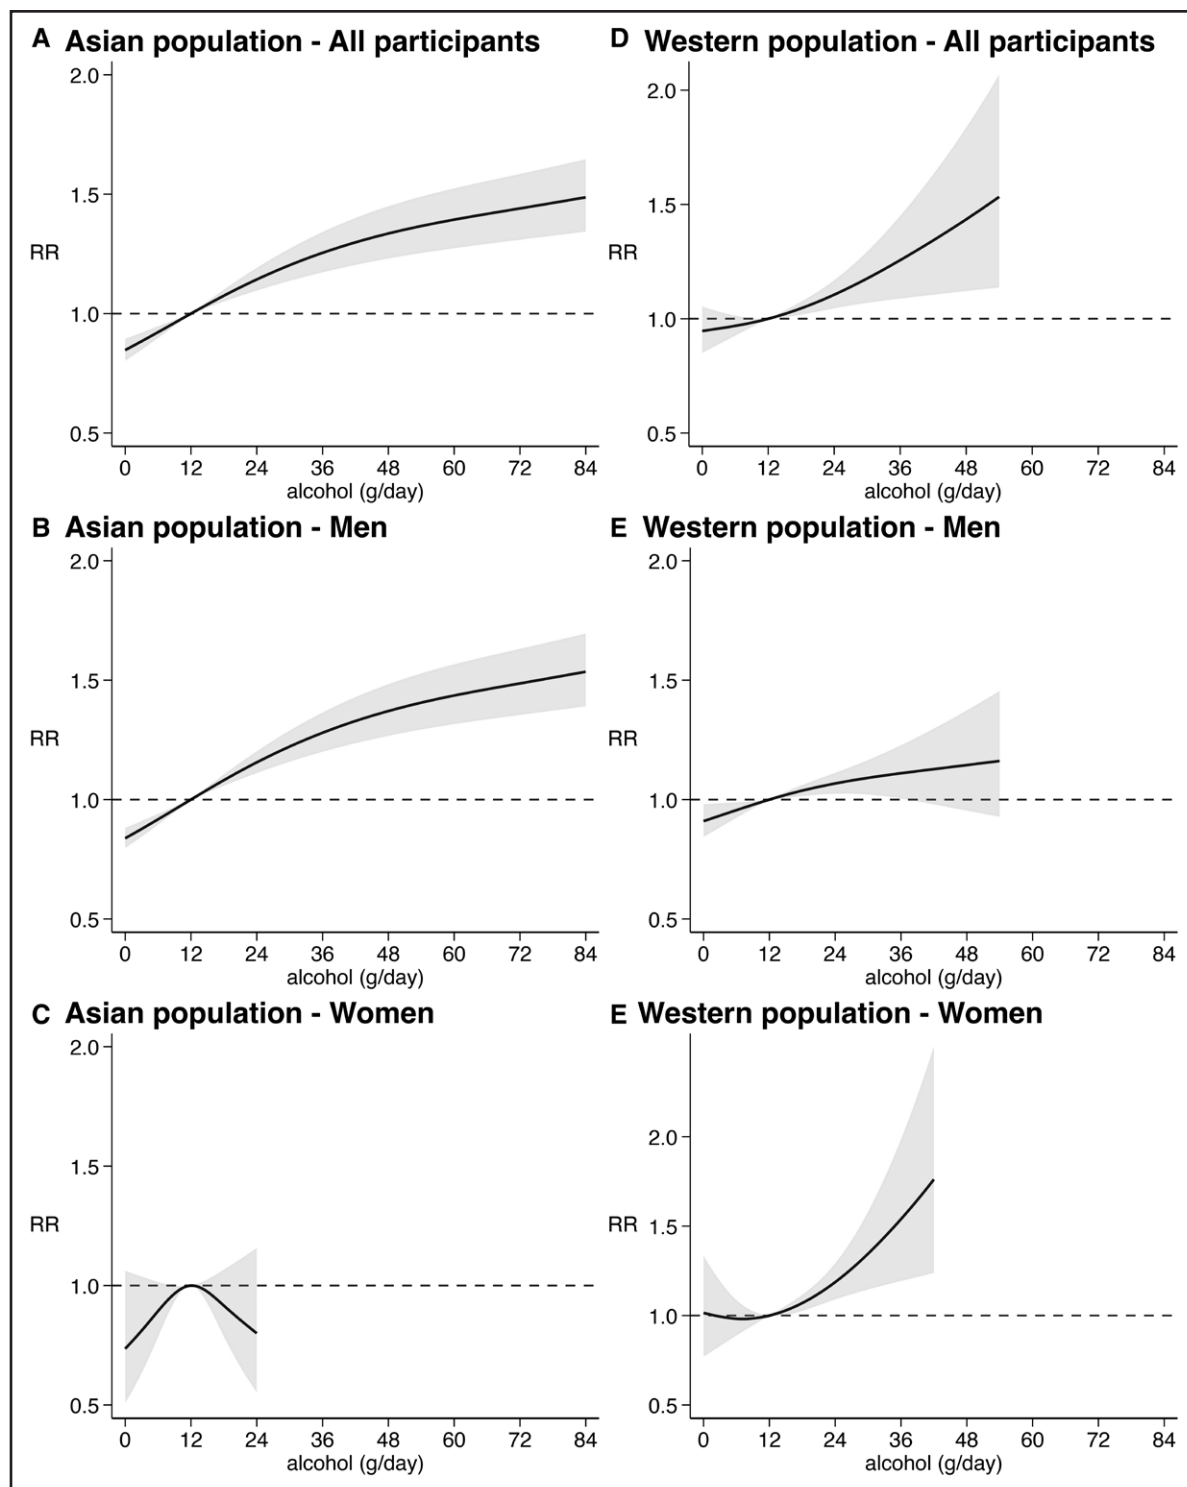 A Asian population - All participants
2.0
1.5
RR
1.0
0.5
0 12 24 36 48 60 72 84
alcohol (g/day)
D Western population - All participants
2.0
1.5
RR
1.0
0.5
0 12 24 36 48 60 72 84
alcohol (g/day)
B Asian population - Men
2.0
1.5
RR
1.0
0.5
0 12 24 36 48 60 72 84
alcohol (g/day)
E Western population - Men
2.0
1.5
RR
1.0
0.5
0 12 24 36 48 60 72 84
alcohol (g/day)
C Asian population - Women
2.0
1.5
RR
1.0
0.5
0 12 24 36 48 60 72 84
alcohol (g/day)
E Western population - Women
2.0
1.5
RR
1.0
0.5
0 12 24 36 48 60 72 84
alcohol (g/day)